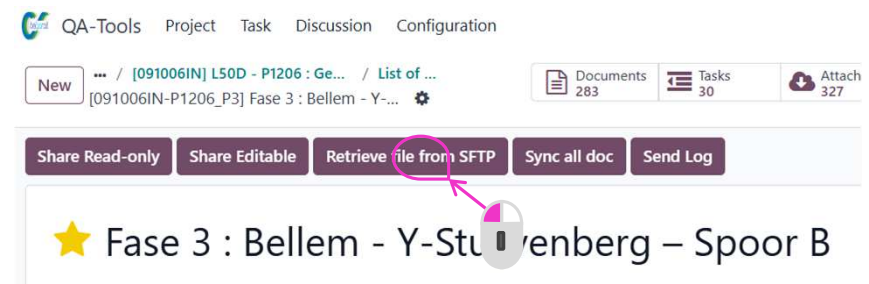 QA-Tools Project Task Discussion Configuration
New ... / [091006IN] L50D - P1206 : Ge... / List of ...
[091006IN-P1206_P3] Fase 3 : Bellem - Y-...
Documents 283
Tasks 30
Attach 327
Share Read-only Share Editable Retrieve file from SFTP Sync all doc Send Log
Fase 3 : Bellem - – Spoor B